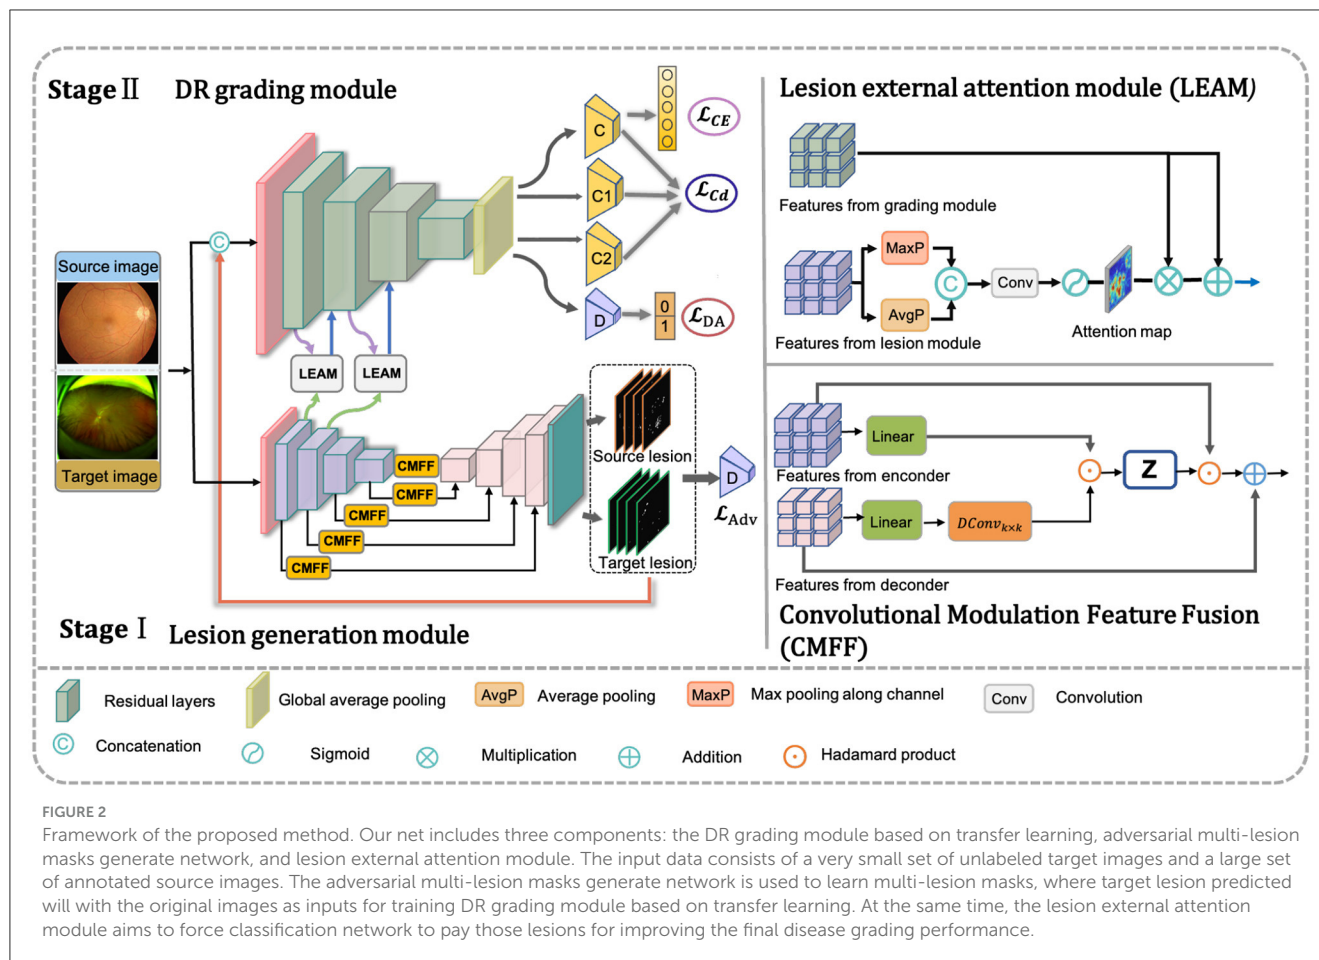 Stage Ⅱ DR grading module
C
ℒCE
C1
ℒCd
C2
D
0
1
ℒDA
C
Source image
Target image
LEAM
LEAM
CMFF
CMFF
CMFF
CMFF
CMFF
Source lesion
Target lesion
D
ℒAdv
Stage Ⅰ Lesion generation module
Lesion external attention module (LEAM)
Features from grading module
MaxP
AvgP
C
Conv
Attention map
Features from lesion module
Linear
Features from enconder
Z
Linear
DConvk×k
Features from deconder
Convolutional Modulation Feature Fusion
(CMFF)
Residual layers
Global average pooling
AvgP Average pooling
MaxP Max pooling along channel
Conv Convolution
C Concatenation
Sigmoid
Multiplication
Addition
Hadamard product
FIGURE 2
Framework of the proposed method. Our net includes three components: the DR grading module based on transfer learning, adversarial multi-lesion
masks generate network, and lesion external attention module. The input data consists of a very small set of unlabeled target images and a large set
of annotated source images. The adversarial multi-lesion masks generate network is used to learn multi-lesion masks, where target lesion predicted
will with the original images as inputs for training DR grading module based on transfer learning. At the same time, the lesion external attention
module aims to force classification network to pay those lesions for improving the final disease grading performance.